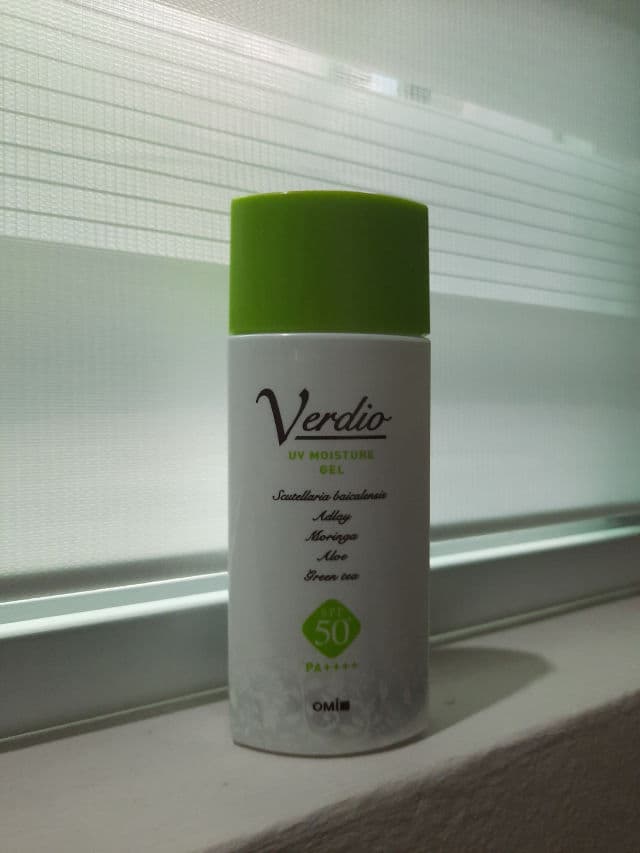 Verdio
UV MOISTURE
GEL
Scutellaria baicalensis
Adlay
Moringa
Aloe
Green tea
SPF
50+
PA++++
OMI